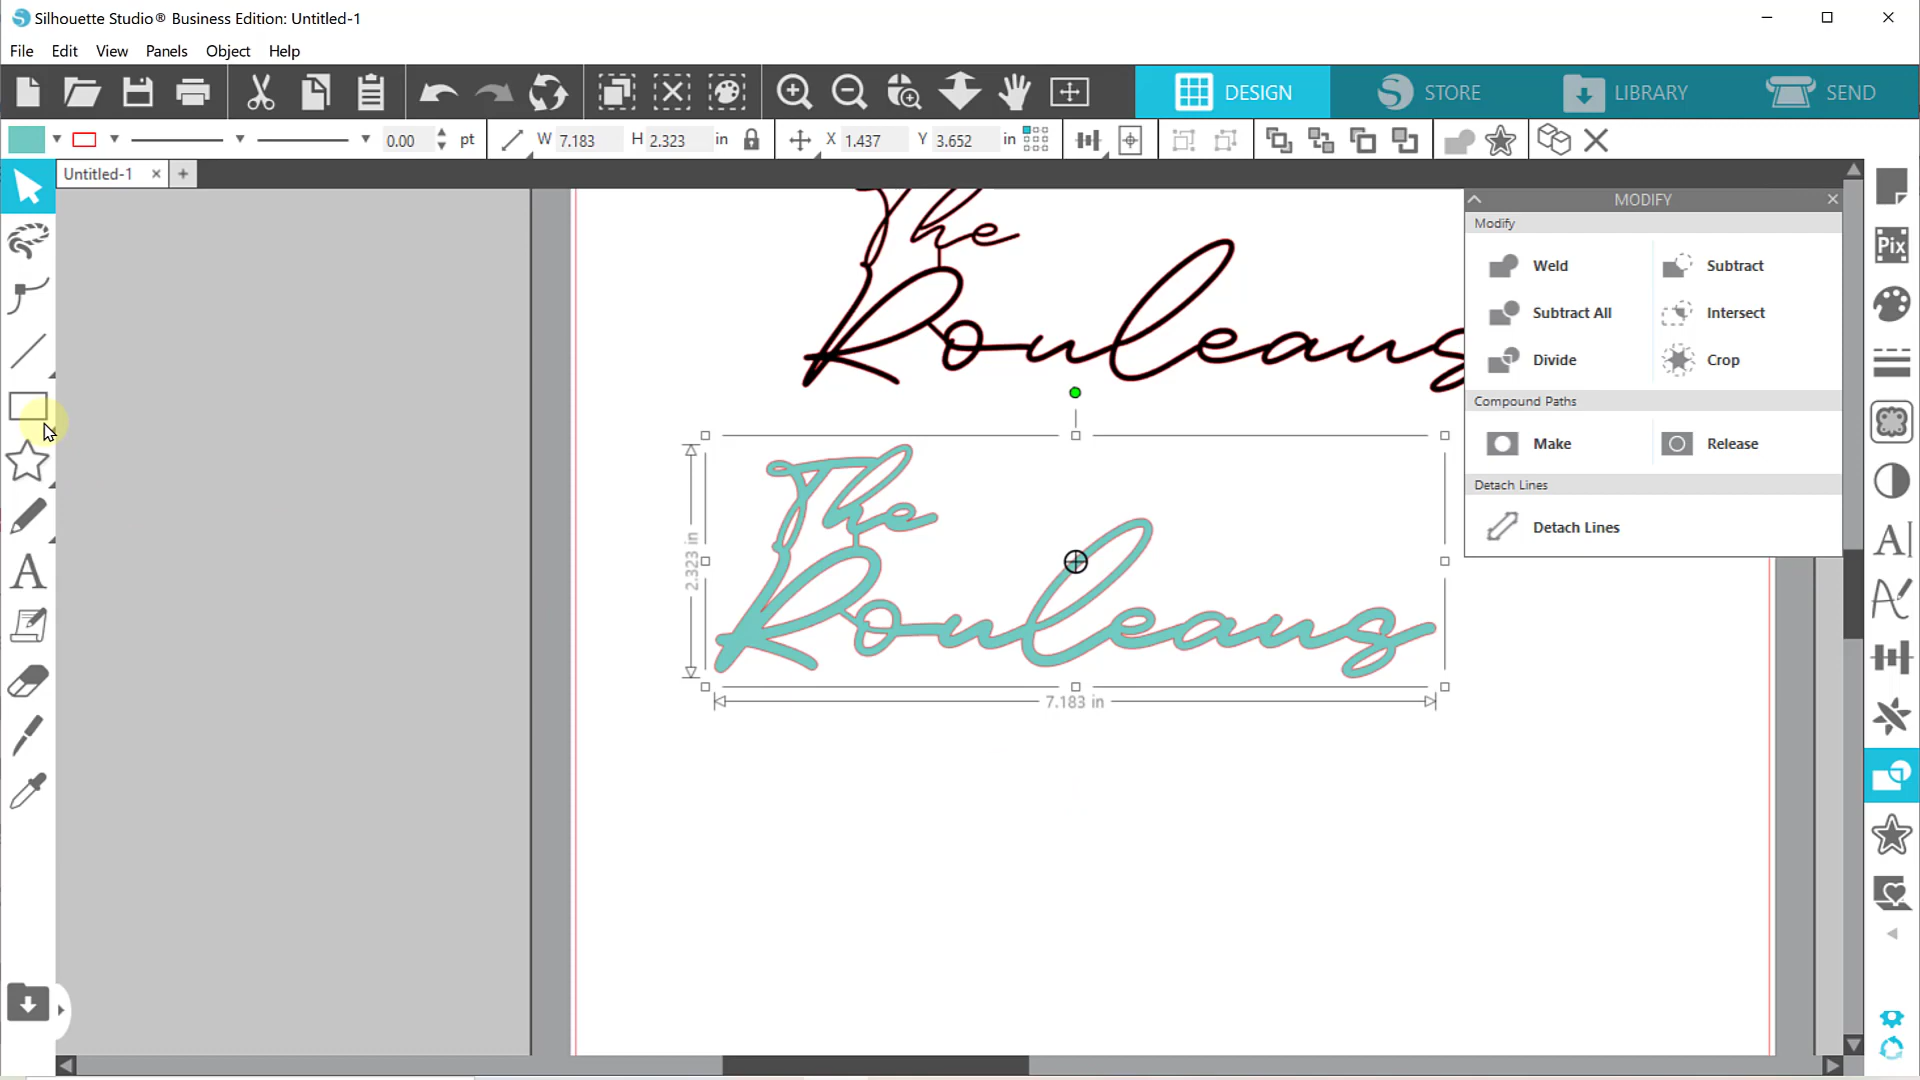 Silhouette Studio® Business Edition: Untitled-1
File Edit View Panels Object Help
DESIGN STORE LIBRARY SEND
0.00 pt W 7.183 H 2.323 in X 1.437 Y 3.652 in
Untitled-1
MODIFY
Modify
Weld Subtract
Subtract All Intersect
Divide Crop
Compound Paths
Make Release
Detach Lines
Detach Lines
Pix
The
Rouleaus
The
Rouleaus
2.323 in
7.183 in